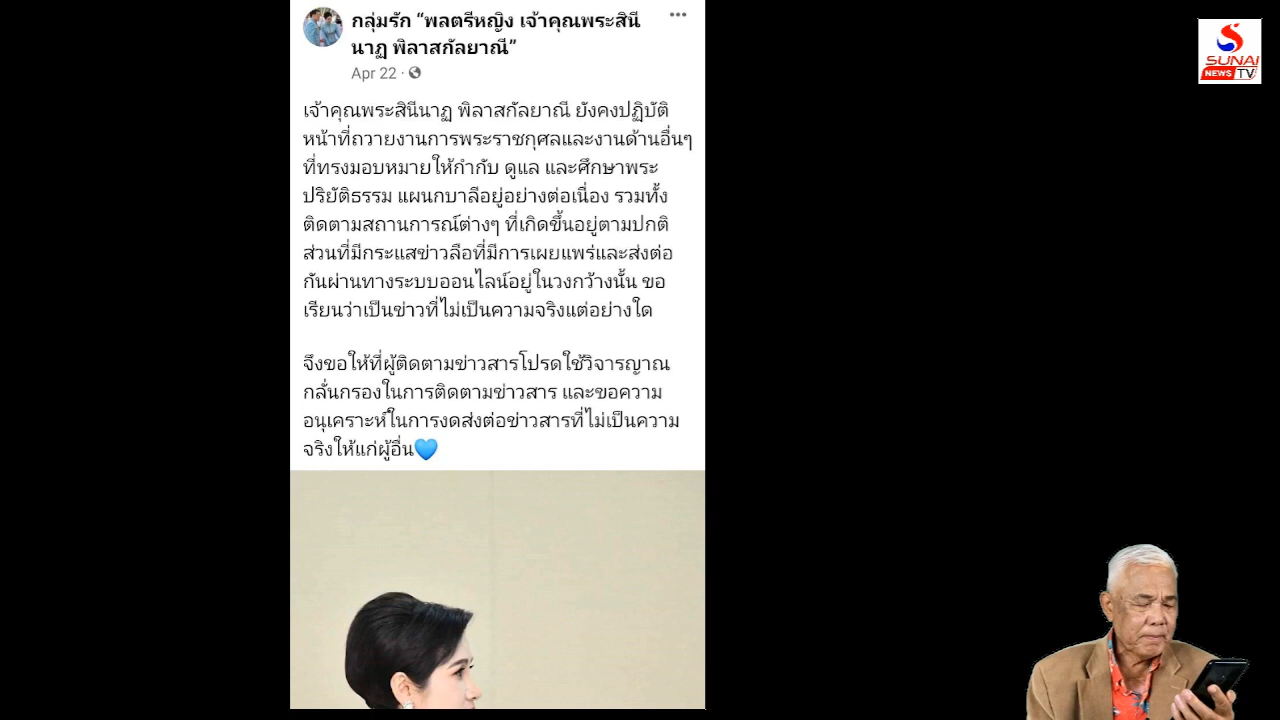 กลุ่มรัก “พลตรีหญิง เจ้าคุณพระสินี
นาฏ พิลาสกัลยาณี”
Apr 22 ·
เจ้าคุณพระสินีนาฏ พิลาสกัลยาณี ยังคงปฏิบัติ
หน้าที่ถวายงานการพระราชกุศลและงานด้านอื่นๆ
ที่ทรงมอบหมายให้กำกับ ดูแล และศึกษาพระ
ปริยัติธรรม แผนกบาลีอยู่อย่างต่อเนื่อง รวมทั้ง
ติดตามสถานการณ์ต่างๆ ที่เกิดขึ้นอยู่ตามปกติ
ส่วนที่มีกระแสข่าวลือที่มีการเผยแพร่และส่งต่อ
กันผ่านทางระบบออนไลน์อยู่ในวงกว้างนั้น ขอ
เรียนว่าเป็นข่าวที่ไม่เป็นความจริงแต่อย่างใด
จึงขอให้ที่ผู้ติดตามข่าวสารโปรดใช้วิจารญาณ
กลั่นกรองในการติดตามข่าวสาร และขอความ
อนุเคราะห์ในการงดส่งต่อข่าวสารที่ไม่เป็นความ
จริงให้แก่ผู้อื่น💙
SUNAI
NEWS TV